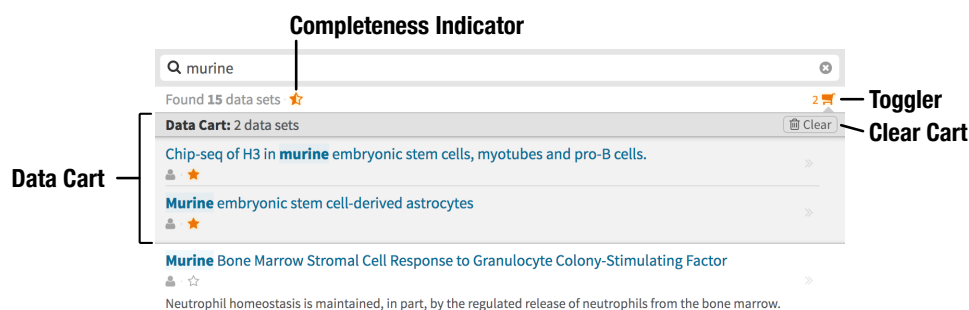 Completeness Indicator
murine
Found 15 data sets
2
Toggler
Data Cart: 2 data sets
Clear
Clear Cart
Chip-seq of H3 in murine embryonic stem cells, myotubes and pro-B cells.
Data Cart
Murine embryonic stem cell-derived astrocytes
Murine Bone Marrow Stromal Cell Response to Granulocyte Colony-Stimulating Factor
Neutrophil homeostasis is maintained, in part, by the regulated release of neutrophils from the bone marrow.